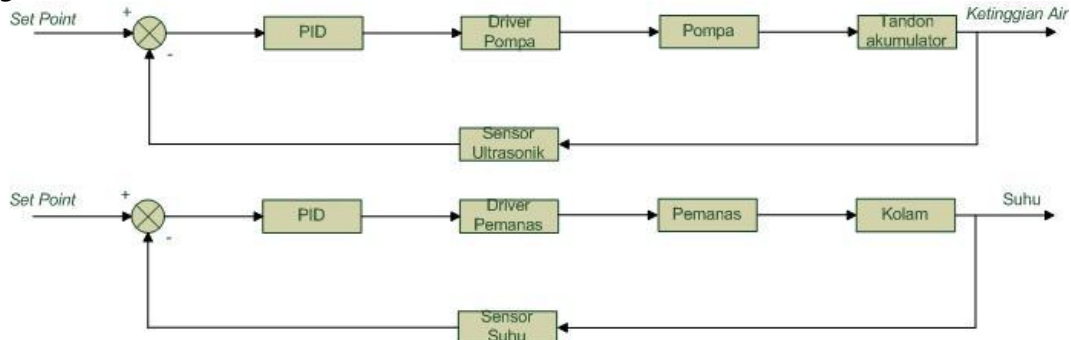 Set Point
+
-
PID
Driver
Pompa
Pompa
Tandon
akumulator
Ketinggian Air
Sensor
Ultrasonik
Set Point
+
-
PID
Driver
Pemanas
Pemanas
Kolam
Suhu
Sensor
Suhu